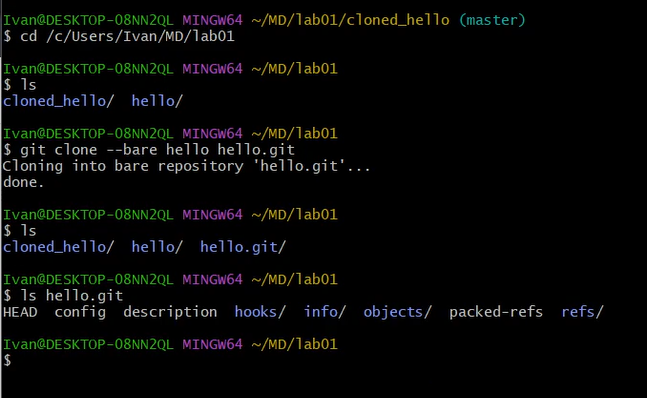 Ivan@DESKTOP-08NN2QL MINGW64 ~/MD/lab01/cloned_hello (master)
$ cd /c/Users/Ivan/MD/lab01
Ivan@DESKTOP-08NN2QL MINGW64 ~/MD/lab01
$ ls
cloned_hello/  hello/
Ivan@DESKTOP-08NN2QL MINGW64 ~/MD/lab01
$ git clone --bare hello hello.git
Cloning into bare repository 'hello.git'...
done.
Ivan@DESKTOP-08NN2QL MINGW64 ~/MD/lab01
$ ls
cloned_hello/  hello/  hello.git/
Ivan@DESKTOP-08NN2QL MINGW64 ~/MD/lab01
$ ls hello.git
HEAD  config  description  hooks/  info/  objects/  packed-refs  refs/
Ivan@DESKTOP-08NN2QL MINGW64 ~/MD/lab01
$